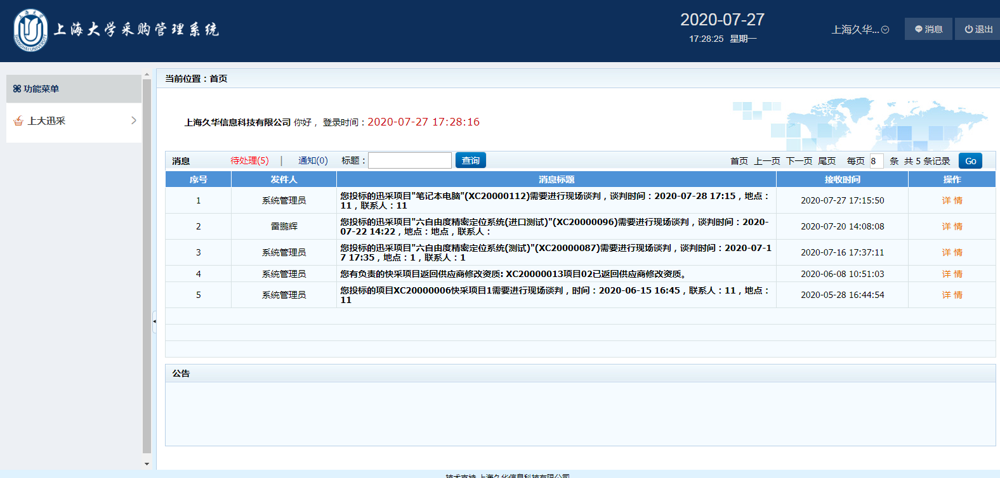 上海大学采购管理系统
2020-07-27
17:28:25 星期一
上海久华...
消息
退出
功能菜单
上大迅采
当前位置：首页
上海久华信息科技有限公司 你好， 登录时间：2020-07-27 17:28:16
消息 待处理(5) | 通知(0) 标题： 查询 首页 上一页 下一页 尾页 每页 8 条 共 5 条记录 Go
序号 发件人 消息标题 接收时间 操作
1 系统管理员 您投标的迅采项目"笔记本电脑"(XC20000112)需要进行现场谈判，谈判时间：2020-07-28 17:15，地点：
11，联系人：11 2020-07-27 17:15:50 详 情
2 雷鹏辉 您投标的迅采项目"六自由度精密定位系统(进口测试)"(XC20000096)需要进行现场谈判，谈判时间：2020-
07-22 14:22，地点：地点，联系人： 2020-07-20 14:08:08 详 情
3 系统管理员 您投标的迅采项目"六自由度精密定位系统(测试)"(XC20000087)需要进行现场谈判，谈判时间：2020-07-1
7 17:35，地点：1，联系人：1 2020-07-16 17:37:11 详 情
4 系统管理员 您有负责的快采项目返回供应商修改资质: XC20000013项目02已返回供应商修改资质。 2020-06-08 10:51:03 详 情
5 系统管理员 您投标的项目XC20000006快采项目1需要进行现场谈判，时间：2020-06-15 16:45，联系人：11，地点：
11 2020-05-28 16:44:54 详 情
公告
技术支持 上海久华信息科技有限公司